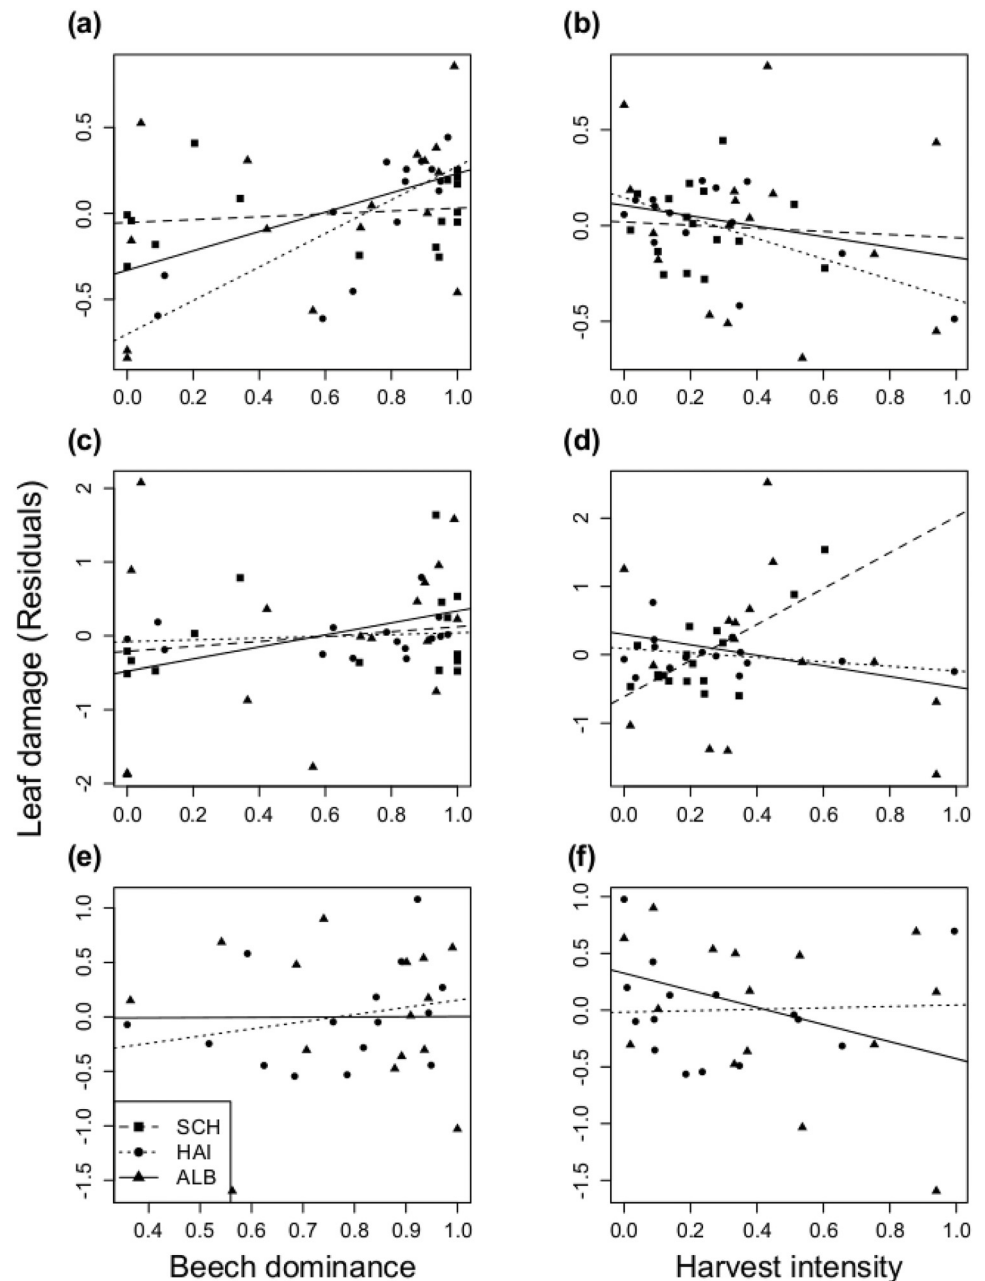 (a)
(b)
0.5
0.0
-0.5
0.0 0.2 0.4 0.6 0.8 1.0
0.5
0.0
-0.5
0.0 0.2 0.4 0.6 0.8 1.0
(c)
(d)
Leaf damage (Residuals)
2
1
0
-1
-2
0.0 0.2 0.4 0.6 0.8 1.0
2
1
0
-1
0.0 0.2 0.4 0.6 0.8 1.0
(e)
(f)
1.0
0.5
0.0
-0.5
-1.0
-1.5
SCH
HAI
ALB
0.4 0.5 0.6 0.7 0.8 0.9 1.0
Beech dominance
1.0
0.5
0.0
-0.5
-1.0
-1.5
0.0 0.2 0.4 0.6 0.8 1.0
Harvest intensity